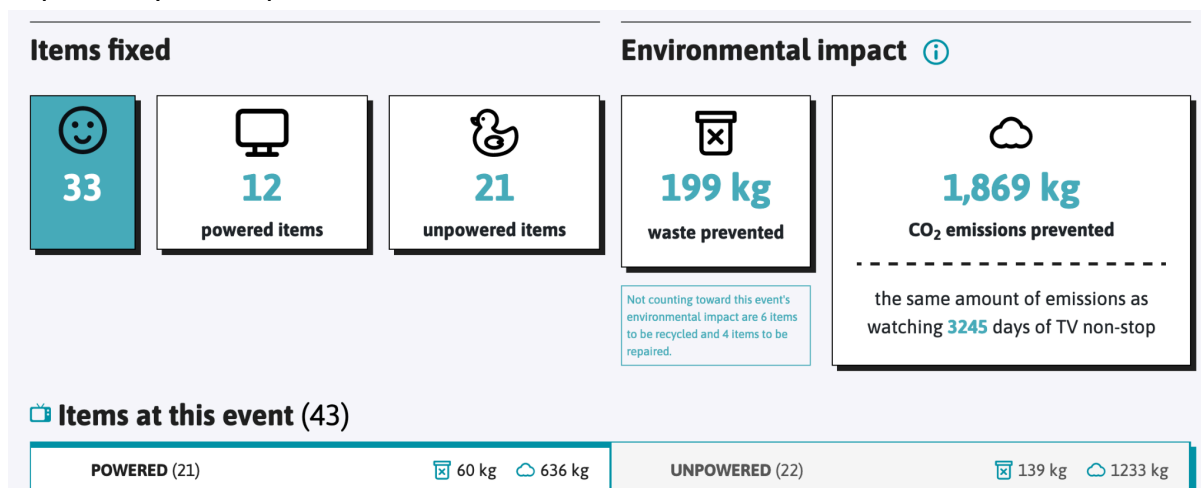 Items fixed
33
12
powered items
21
unpowered items
Environmental impact
199 kg
waste prevented
Not counting toward this event's
environmental impact are 6 items
to be recycled and 4 items to be
repaired.
1,869 kg
CO₂ emissions prevented
the same amount of emissions as
watching 3245 days of TV non-stop
Items at this event (43)
POWERED (21) 60 kg 636 kg
UNPOWERED (22) 139 kg 1233 kg